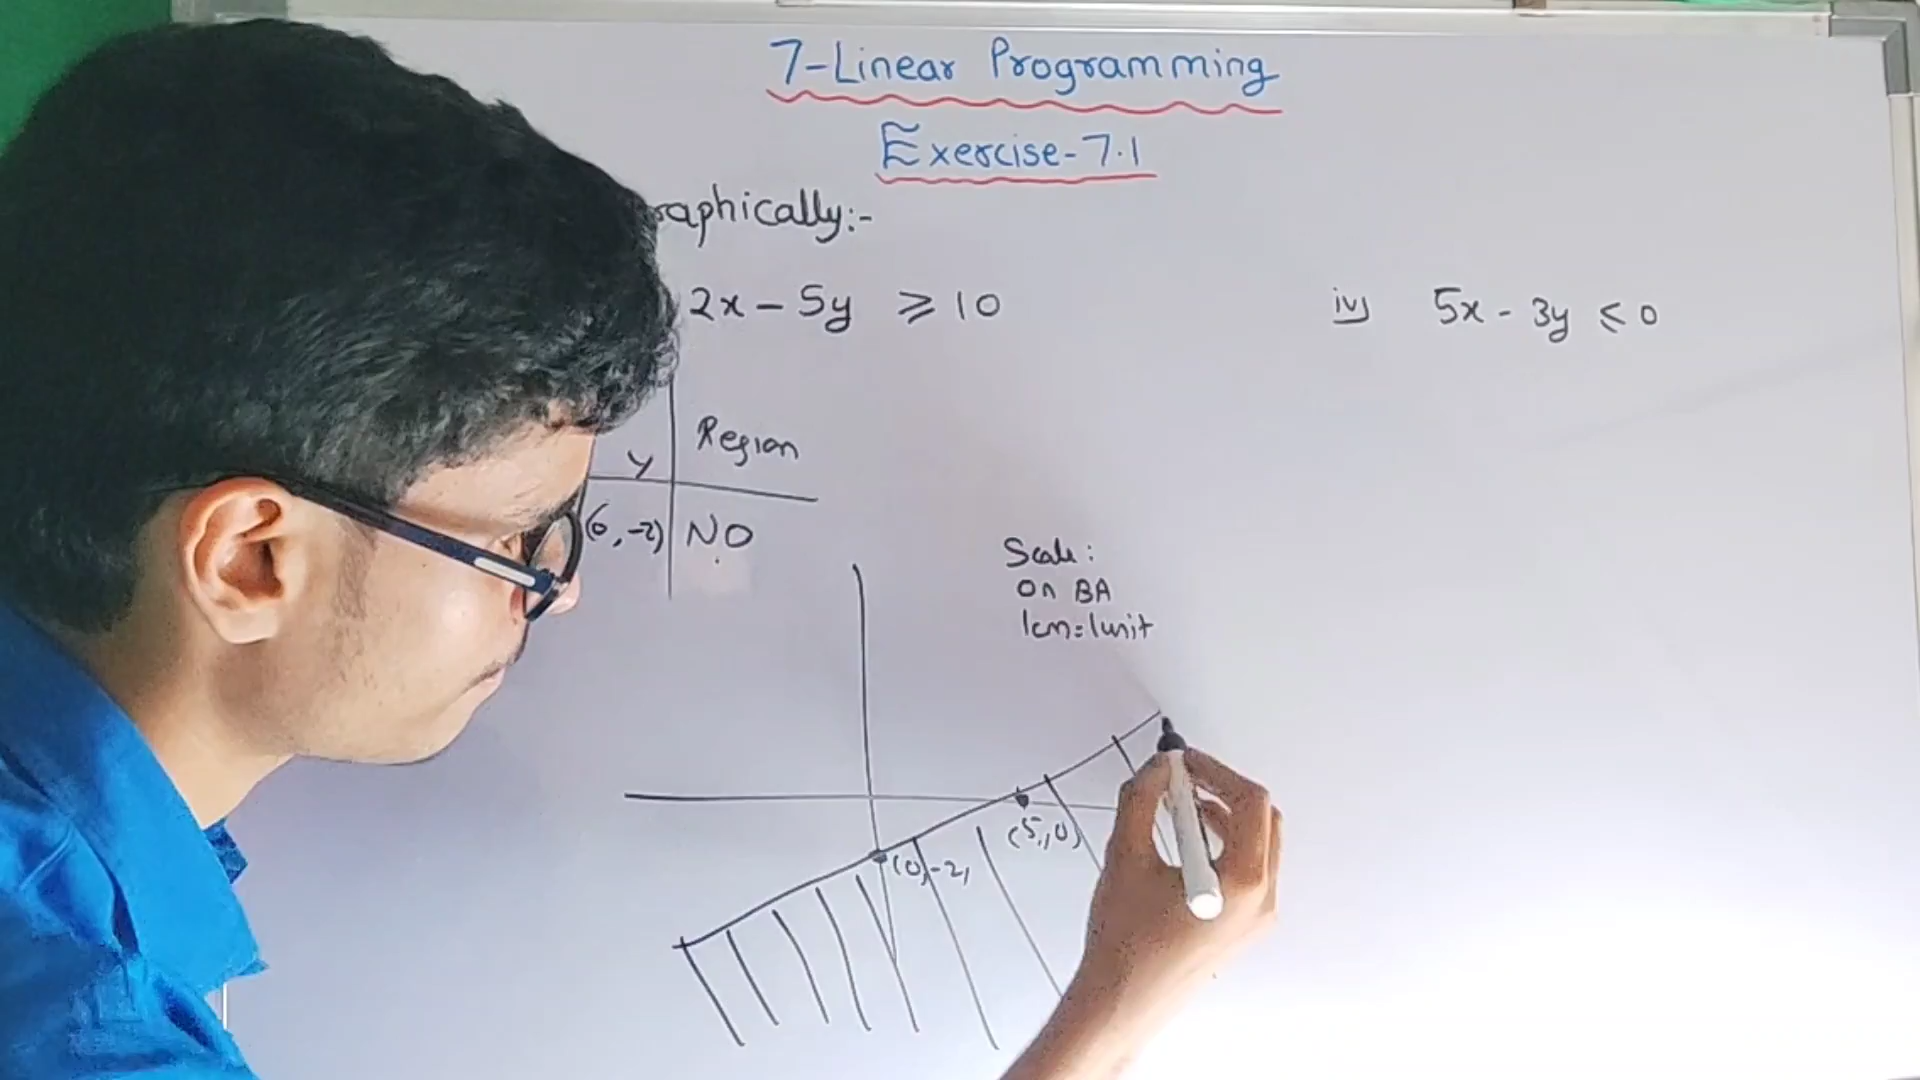 7-Linear Programming
Exercise-7.1
raphically:-
2x - 5y ⩾ 10
iv) 5x - 3y ⩽ 0
y Region
(0, -2) NO
Scale:
On BA
1cm=1unit
(5, 0)
(0, -2)